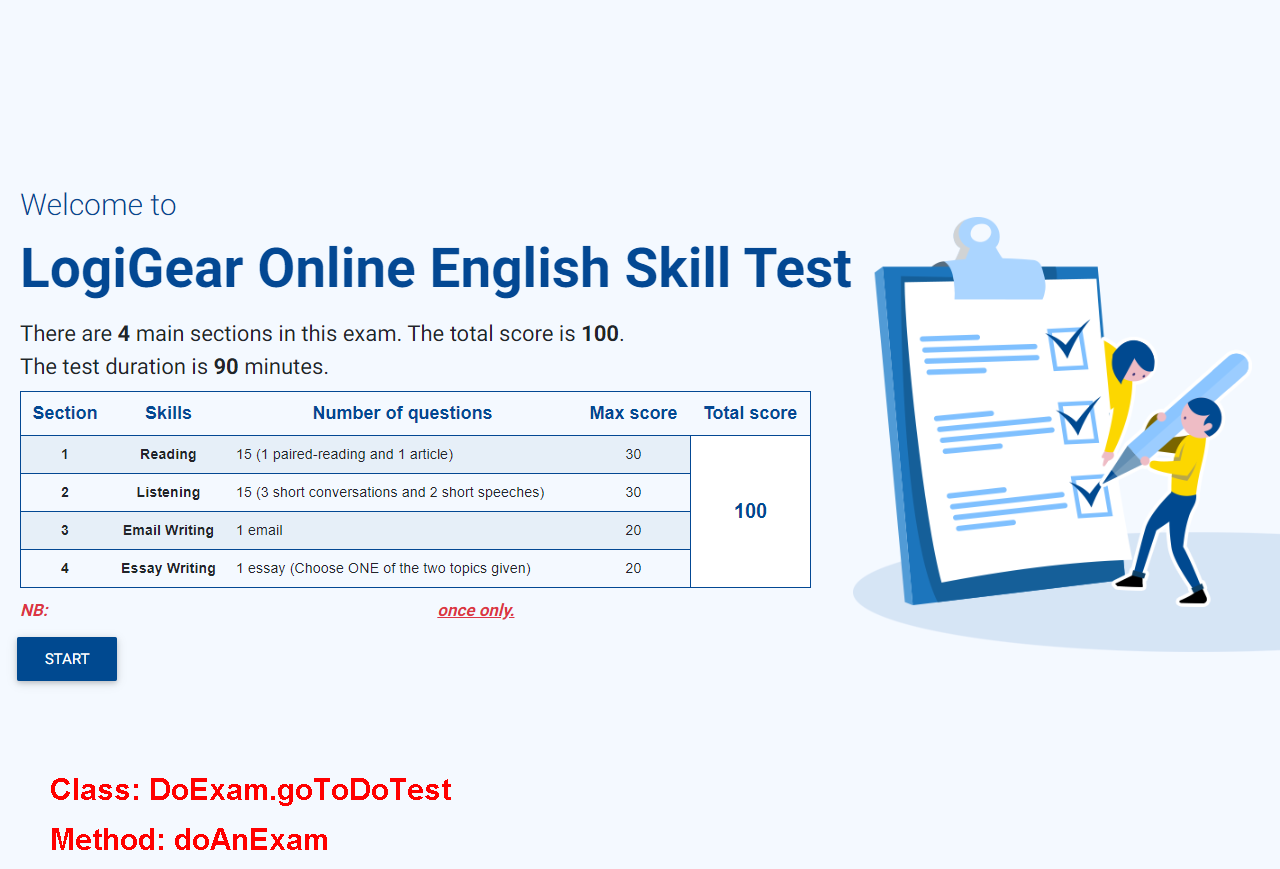 Welcome to
LogiGear Online English Skill Test
There are 4 main sections in this exam. The total score is 100.
The test duration is 90 minutes.
Section Skills Number of questions Max score Total score
1 Reading 15 (1 paired-reading and 1 article) 30
2 Listening 15 (3 short conversations and 2 short speeches) 30
100
3 Email Writing 1 email 20
4 Essay Writing 1 essay (Choose ONE of the two topics given) 20
NB: once only.
START
Class: DoExam.goToDoTest
Method: doAnExam